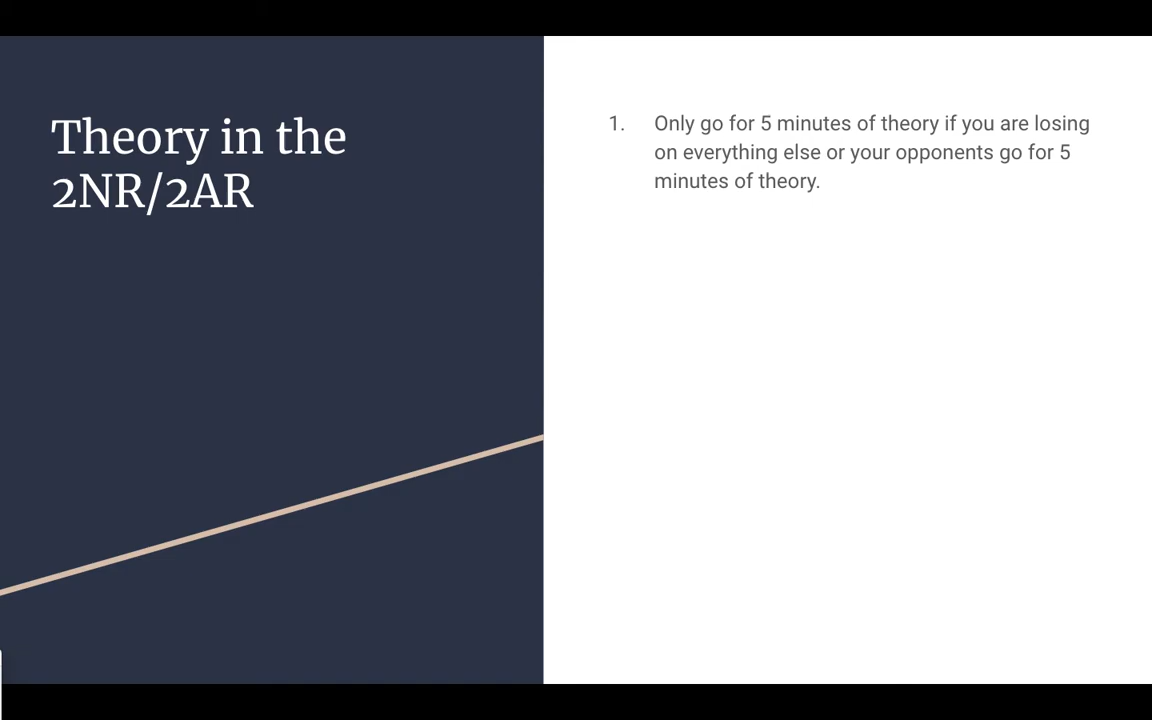 Theory in the
2NR/2AR
1. Only go for 5 minutes of theory if you are losing
on everything else or your opponents go for 5
minutes of theory.